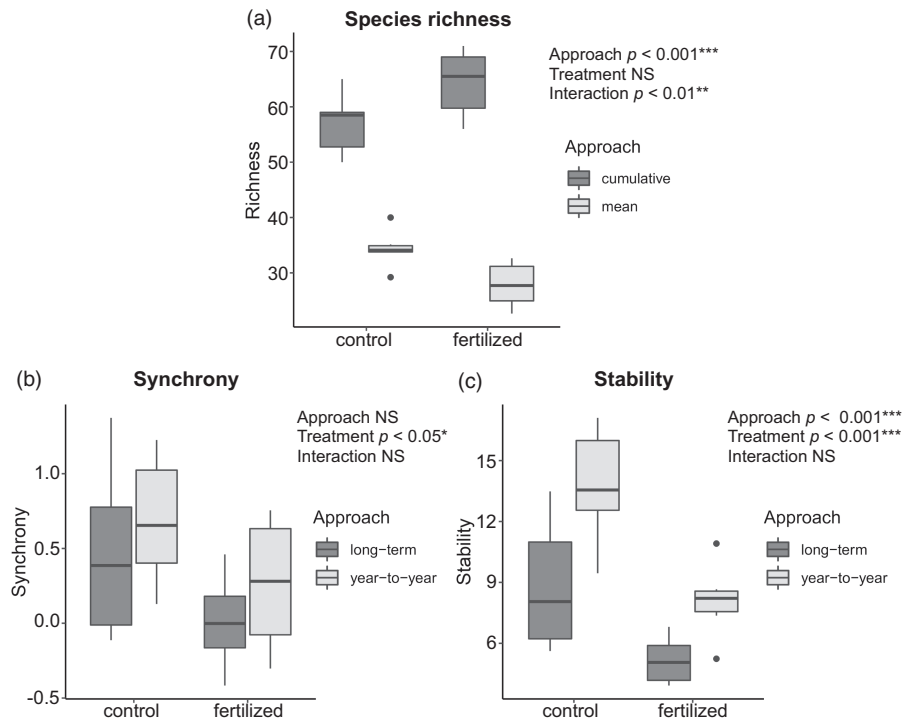 (a)
Species richness
Approach p < 0.001***
Treatment NS
Interaction p < 0.01**
Approach
cumulative
mean
Richness
70
60
50
40
30
control
fertilized
(b)
Synchrony
Approach NS
Treatment p < 0.05*
Interaction NS
Approach
long−term
year−to−year
Synchrony
1.0
0.5
0.0
-0.5
control
fertilized
(c)
Stability
Approach p < 0.001***
Treatment p < 0.001***
Interaction NS
Approach
long−term
year−to−year
Stability
15
12
9
6
control
fertilized